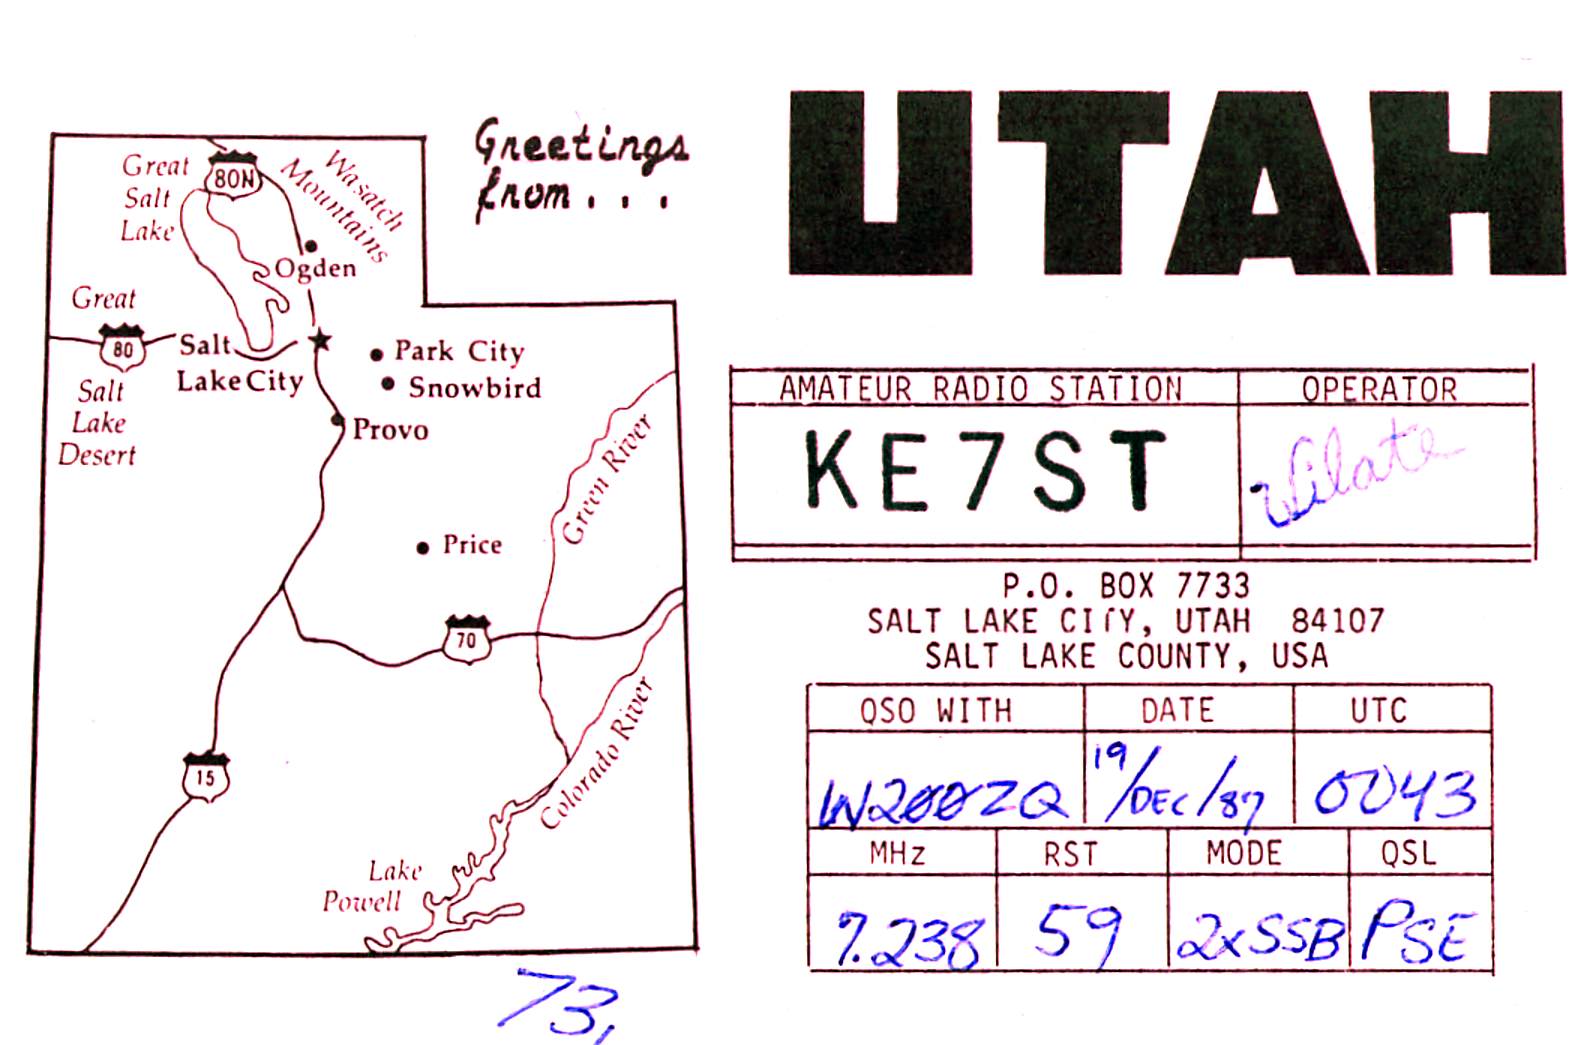 Greetings
from . . .
UTAH
Great
Salt
Lake
80N
Wasatch
Mountains
Ogden
Great
80
Salt
Lake
Desert
Salt
Lake City
Park City
Snowbird
Provo
Green River
Price
70
15
Colorado River
Lake
Powell
73,
AMATEUR RADIO STATION OPERATOR
KE7ST
P.O. BOX 7733
SALT LAKE CITY, UTAH 84107
SALT LAKE COUNTY, USA
QSO WITH DATE UTC
19/DEC/87 0043
MHz RST MODE QSL
7.238 59 2xSSB PSE